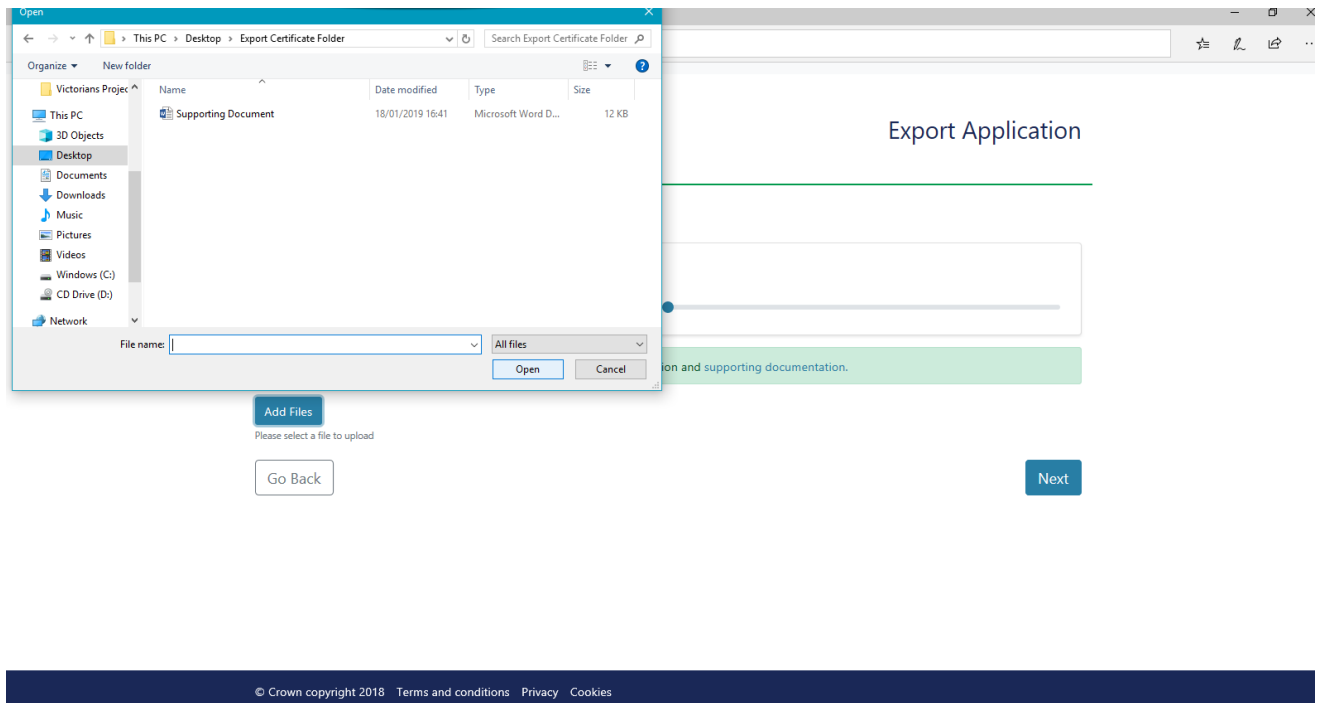 Open
This PC > Desktop > Export Certificate Folder
Search Export Certificate Folder
Organize
New folder
Victorians Projec
This PC
3D Objects
Desktop
Documents
Downloads
Music
Pictures
Videos
Windows (C:)
CD Drive (D:)
Network
Name Date modified Type Size
Supporting Document 18/01/2019 16:41 Microsoft Word D... 12 KB
File name:
All files
Open
Cancel
Export Application
ion and supporting documentation.
Add Files
Please select a file to upload
Go Back
Next
© Crown copyright 2018 Terms and conditions Privacy Cookies